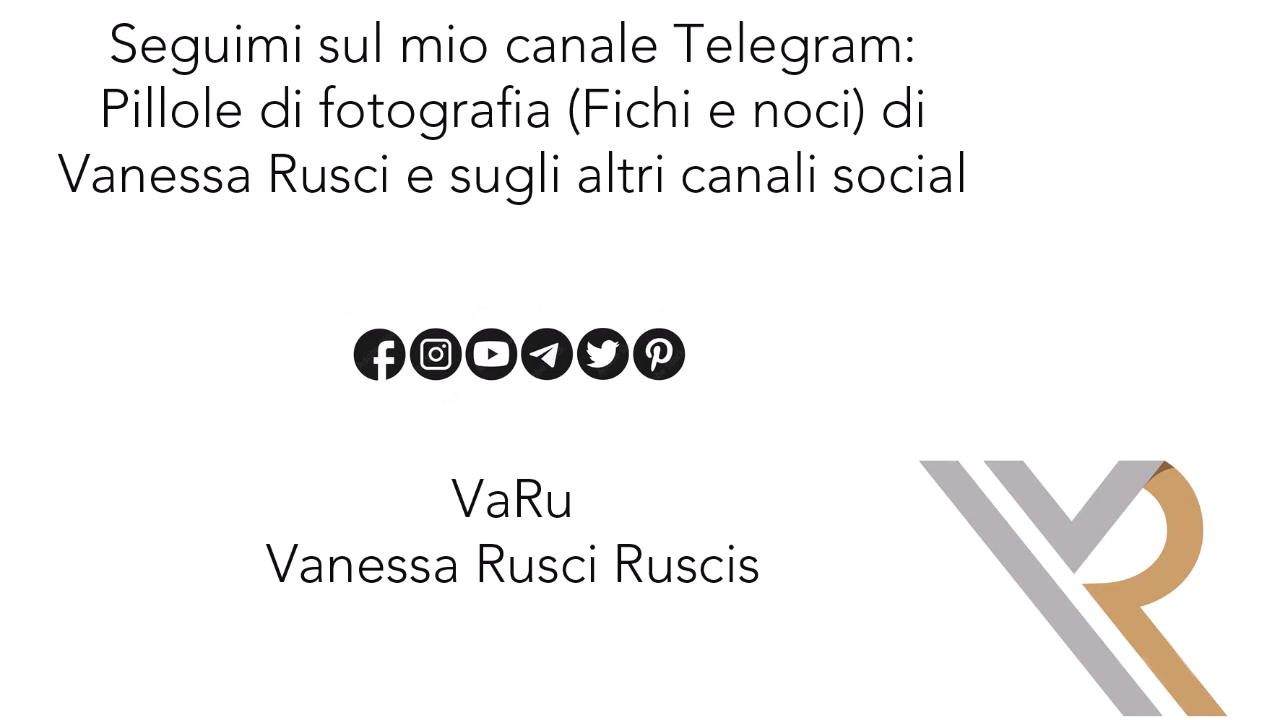 Seguimi sul mio canale Telegram:
Pillole di fotografia (Fichi e noci) di
Vanessa Rusci e sugli altri canali social
VaRu
Vanessa Rusci Ruscis
VR